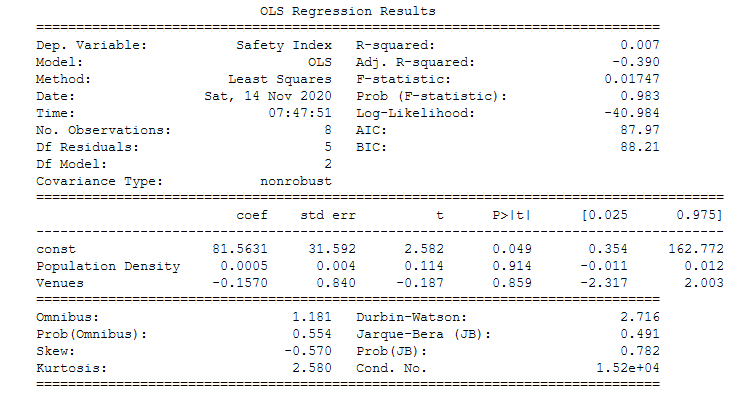 OLS Regression Results
==============================================================================
Dep. Variable:           Safety Index   R-squared:                       0.007
Model:                            OLS   Adj. R-squared:                 -0.390
Method:                 Least Squares   F-statistic:                   0.01747
Date:                Sat, 14 Nov 2020   Prob (F-statistic):              0.983
Time:                        07:47:51   Log-Likelihood:                -40.984
No. Observations:                   8   AIC:                             87.97
Df Residuals:                       5   BIC:                             88.21
Df Model:                           2
Covariance Type:            nonrobust
======================================================================================
                         coef    std err          t      P>|t|      [0.025      0.975]
--------------------------------------------------------------------------------------
const                 81.5631     31.592      2.582      0.049       0.354     162.772
Population Density     0.0005      0.004      0.114      0.914      -0.011       0.012
Venues                -0.1570      0.840     -0.187      0.859      -2.317       2.003
==============================================================================
Omnibus:                        1.181   Durbin-Watson:                   2.716
Prob(Omnibus):                  0.554   Jarque-Bera (JB):                0.491
Skew:                          -0.570   Prob(JB):                        0.782
Kurtosis:                       2.580   Cond. No.                     1.52e+04
==============================================================================